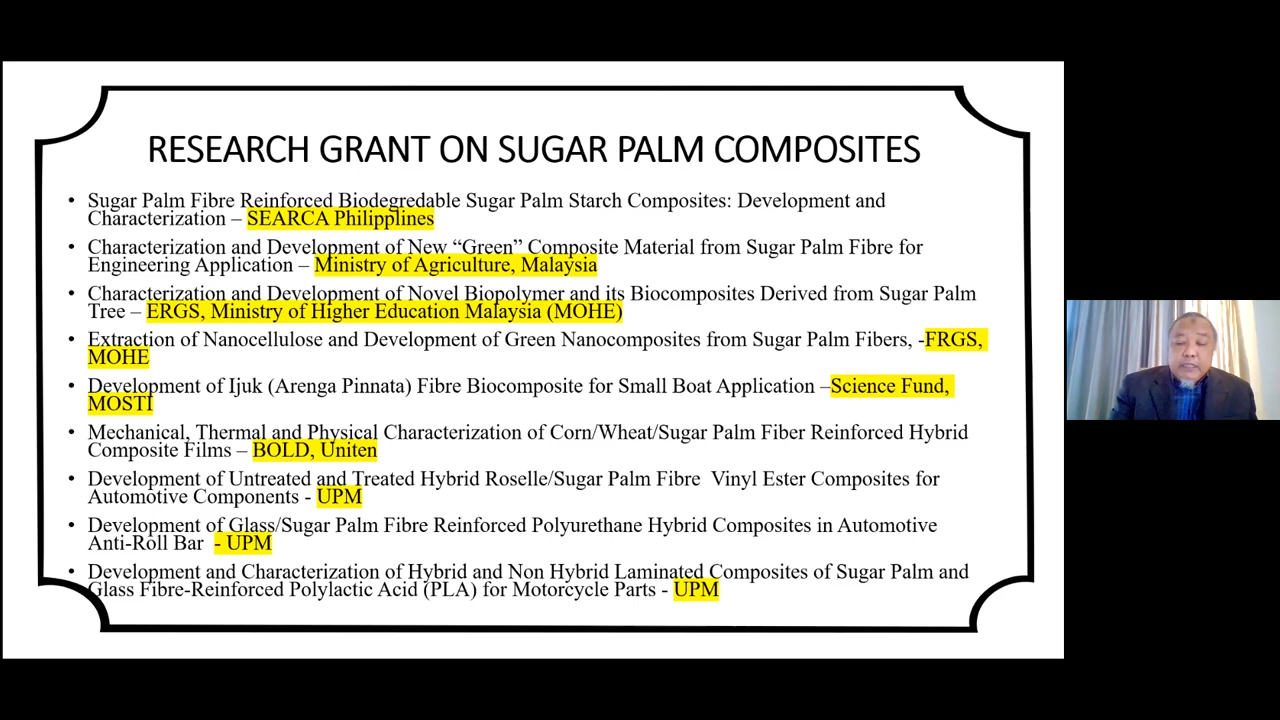 RESEARCH GRANT ON SUGAR PALM COMPOSITES
• Sugar Palm Fibre Reinforced Biodegredable Sugar Palm Starch Composites: Development and
Characterization – SEARCA Philipplines
• Characterization and Development of New “Green” Composite Material from Sugar Palm Fibre for
Engineering Application – Ministry of Agriculture, Malaysia
• Characterization and Development of Novel Biopolymer and its Biocomposites Derived from Sugar Palm
Tree – ERGS, Ministry of Higher Education Malaysia (MOHE)
• Extraction of Nanocellulose and Development of Green Nanocomposites from Sugar Palm Fibers, -FRGS,
MOHE
• Development of Ijuk (Arenga Pinnata) Fibre Biocomposite for Small Boat Application –Science Fund,
MOSTI
• Mechanical, Thermal and Physical Characterization of Corn/Wheat/Sugar Palm Fiber Reinforced Hybrid
Composite Films – BOLD, Uniten
• Development of Untreated and Treated Hybrid Roselle/Sugar Palm Fibre Vinyl Ester Composites for
Automotive Components - UPM
• Development of Glass/Sugar Palm Fibre Reinforced Polyurethane Hybrid Composites in Automotive
Anti-Roll Bar - UPM
• Development and Characterization of Hybrid and Non Hybrid Laminated Composites of Sugar Palm and
Glass Fibre-Reinforced Polylactic Acid (PLA) for Motorcycle Parts - UPM